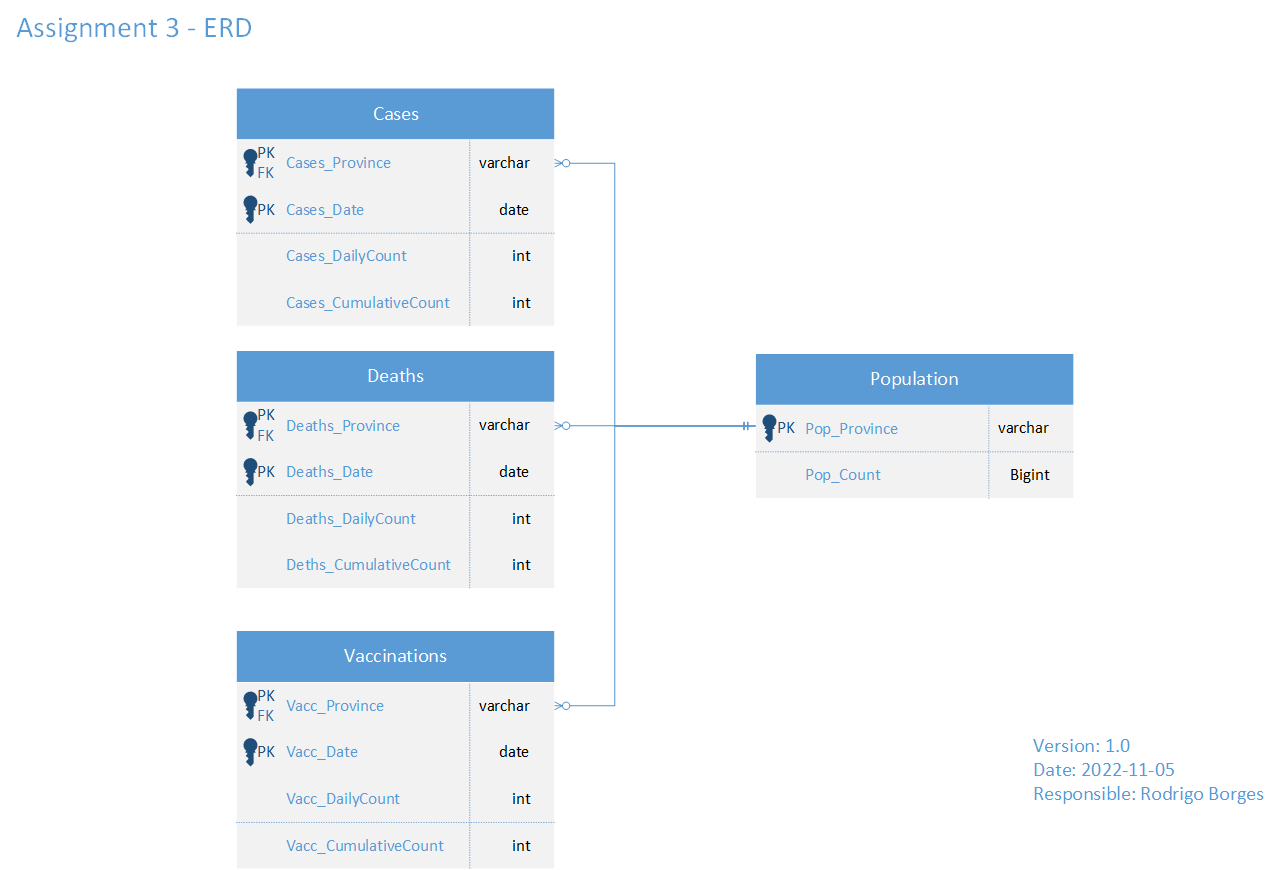 Assignment 3 - ERD
Cases
PK
FK
Cases_Province varchar
PK Cases_Date date
Cases_DailyCount int
Cases_CumulativeCount int
Deaths
PK
FK
Deaths_Province varchar
PK Deaths_Date date
Deaths_DailyCount int
Deths_CumulativeCount int
Population
PK Pop_Province varchar
Pop_Count Bigint
Vaccinations
PK
FK
Vacc_Province varchar
PK Vacc_Date date
Vacc_DailyCount int
Vacc_CumulativeCount int
Version: 1.0
Date: 2022-11-05
Responsible: Rodrigo Borges